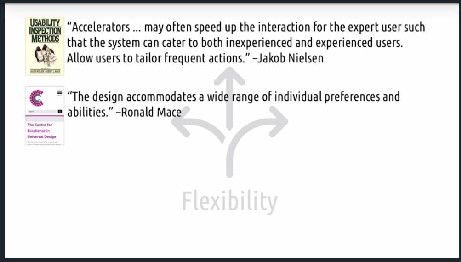 USABILITY
INSPECTION
METHODS
“Accelerators ... may often speed up the interaction for the expert user such
that the system can cater to both inexperienced and experienced users.
Allow users to tailor frequent actions.” –Jakob Nielsen
“The design accommodates a wide range of individual preferences and
abilities.” –Ronald Mace
The Center for
Excellence in
Universal Design
Flexibility